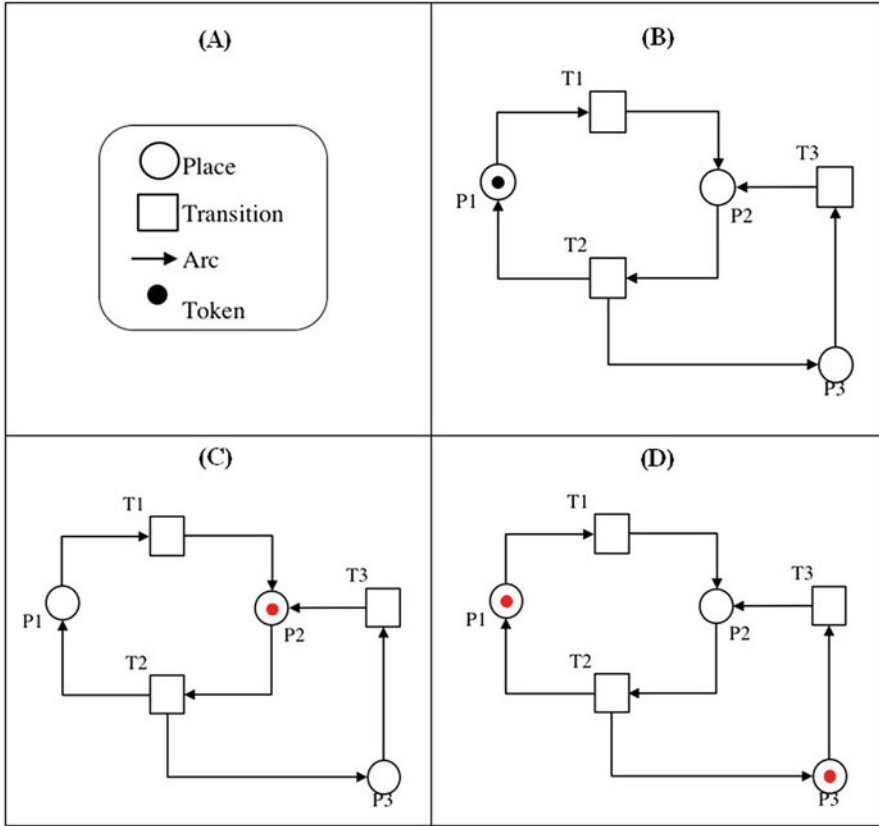 (A)
Place
Transition
Arc
Token
(B)
T1
T3
P1
P2
T2
P3
(C)
T1
T3
P1
P2
T2
P3
(D)
T1
T3
P1
P2
T2
P3